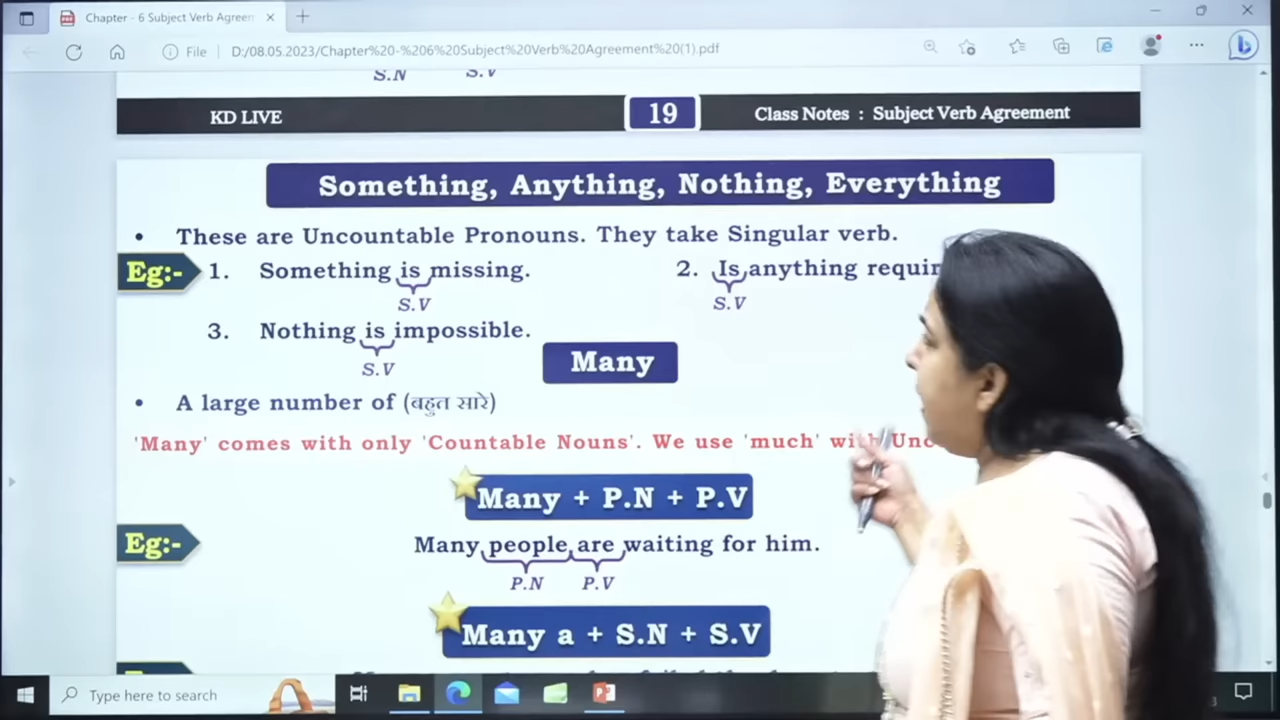 Chapter - 6 Subject Verb Agreem
File
D:/08.05.2023/Chapter%20-%206%20Subject%20Verb%20Agreement%20(1).pdf
S.N S.V
KD LIVE
19
Class Notes : Subject Verb Agreement
Something, Anything, Nothing, Everything
• These are Uncountable Pronouns. They take Singular verb.
Eg:- 1. Something is missing. 2. Is anything requir
S.V S.V
3. Nothing is impossible.
S.V
Many
• A large number of (बहुत सारे)
'Many' comes with only 'Countable Nouns'. We use 'much' with Unc
Many + P.N + P.V
Eg:- Many people are waiting for him.
P.N P.V
Many a + S.N + S.V
Type here to search